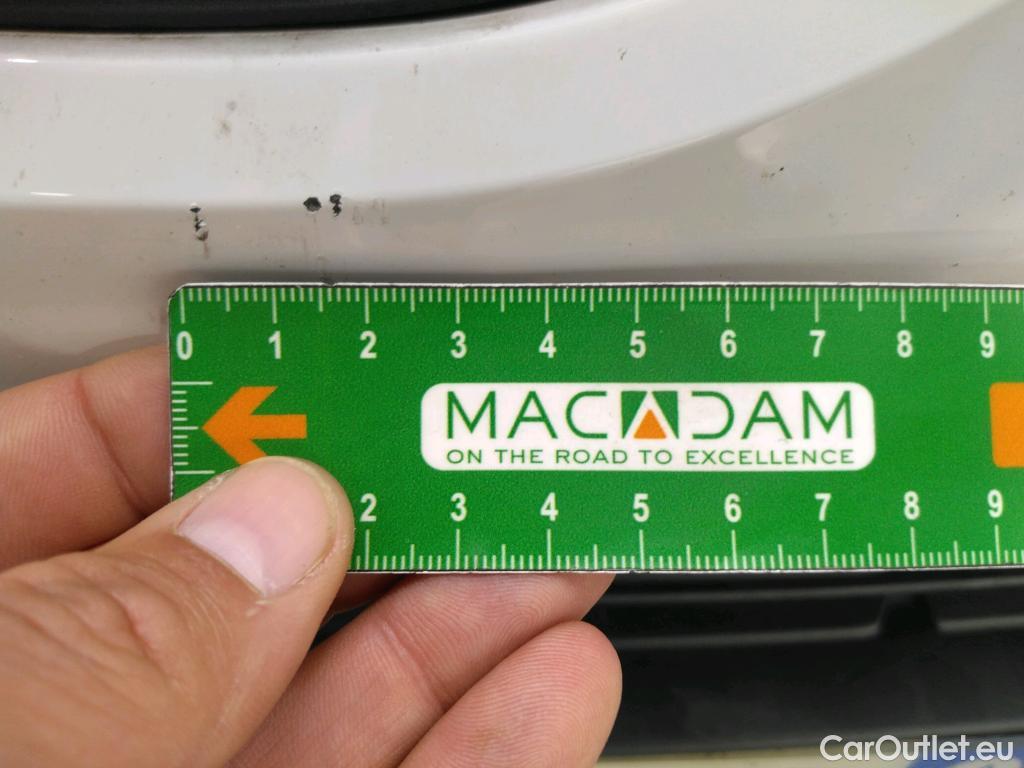 0 1 2 3 4 5 6 7 8 9
MACADAM
ON THE ROAD TO EXCELLENCE
2 3 4 5 6 7 8 9
CarOutlet.eu